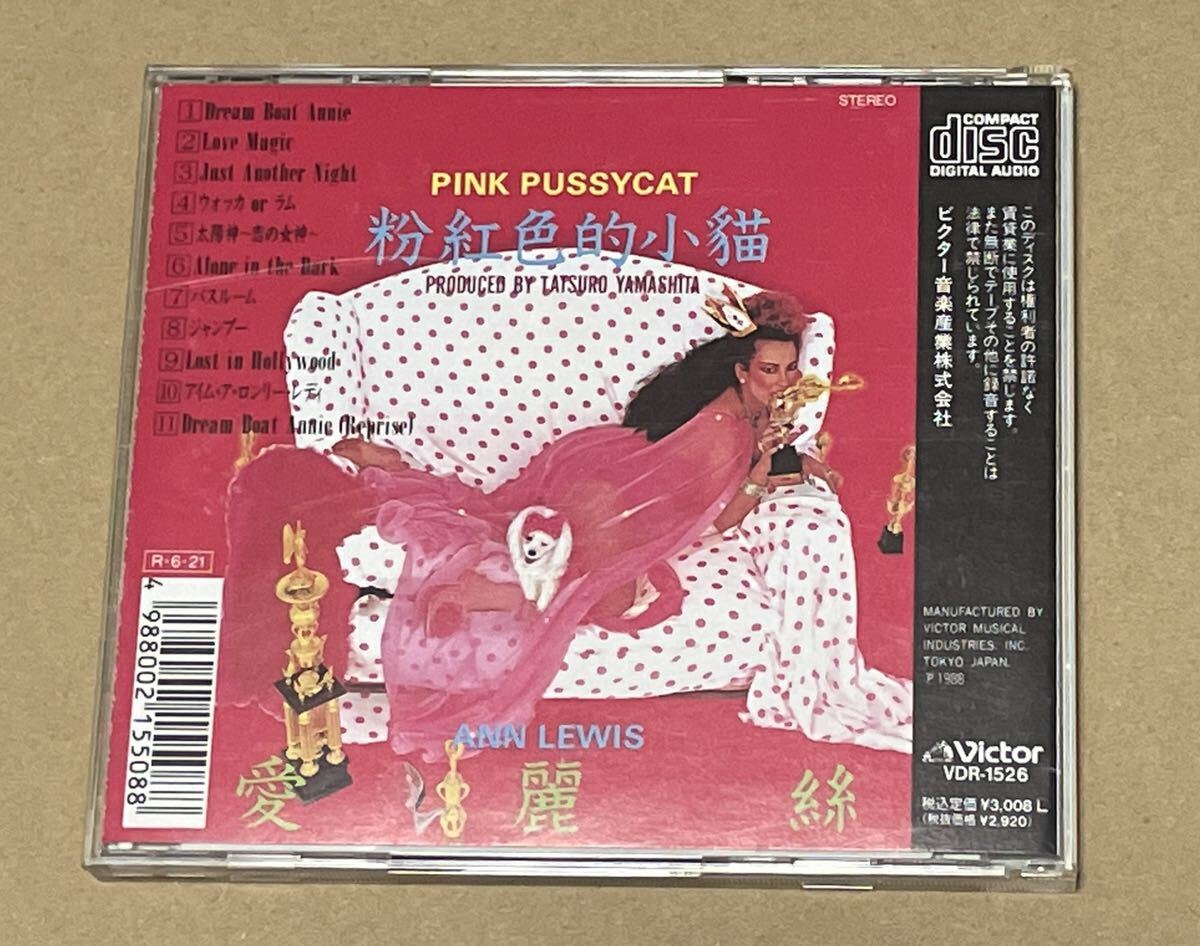 1 Dream Boat Annie
2 Love Magic
3 Just Another Night
4 ウォッカ or ラム
5 太陽神〜恋の女神〜
6 Alone in the Dark
7 バスルーム
8 シャンプー
9 Lost in Hollywood
10 アイム・ア・ロンリー・レディ
11 Dream Boat Annie (Reprise)
STEREO
PINK PUSSYCAT
粉紅色的小貓
PRODUCED BY TATSURO YAMASHITA
R-6-21
4 988002 155088
ANN LEWIS
愛 麗 絲
COMPACT
disc
DIGITAL AUDIO
このディスクは権利者の許諾なく
賃貸業に使用することを禁じます。
また無断でテープその他に録音することは
法律で禁じられています。
ビクター音楽産業株式会社
MANUFACTURED BY
VICTOR MUSICAL
INDUSTRIES, INC.
TOKYO JAPAN.
℗ 1988
Victor
VDR-1526
税込定価 ¥3,008 L
(税抜価格 ¥2,920)